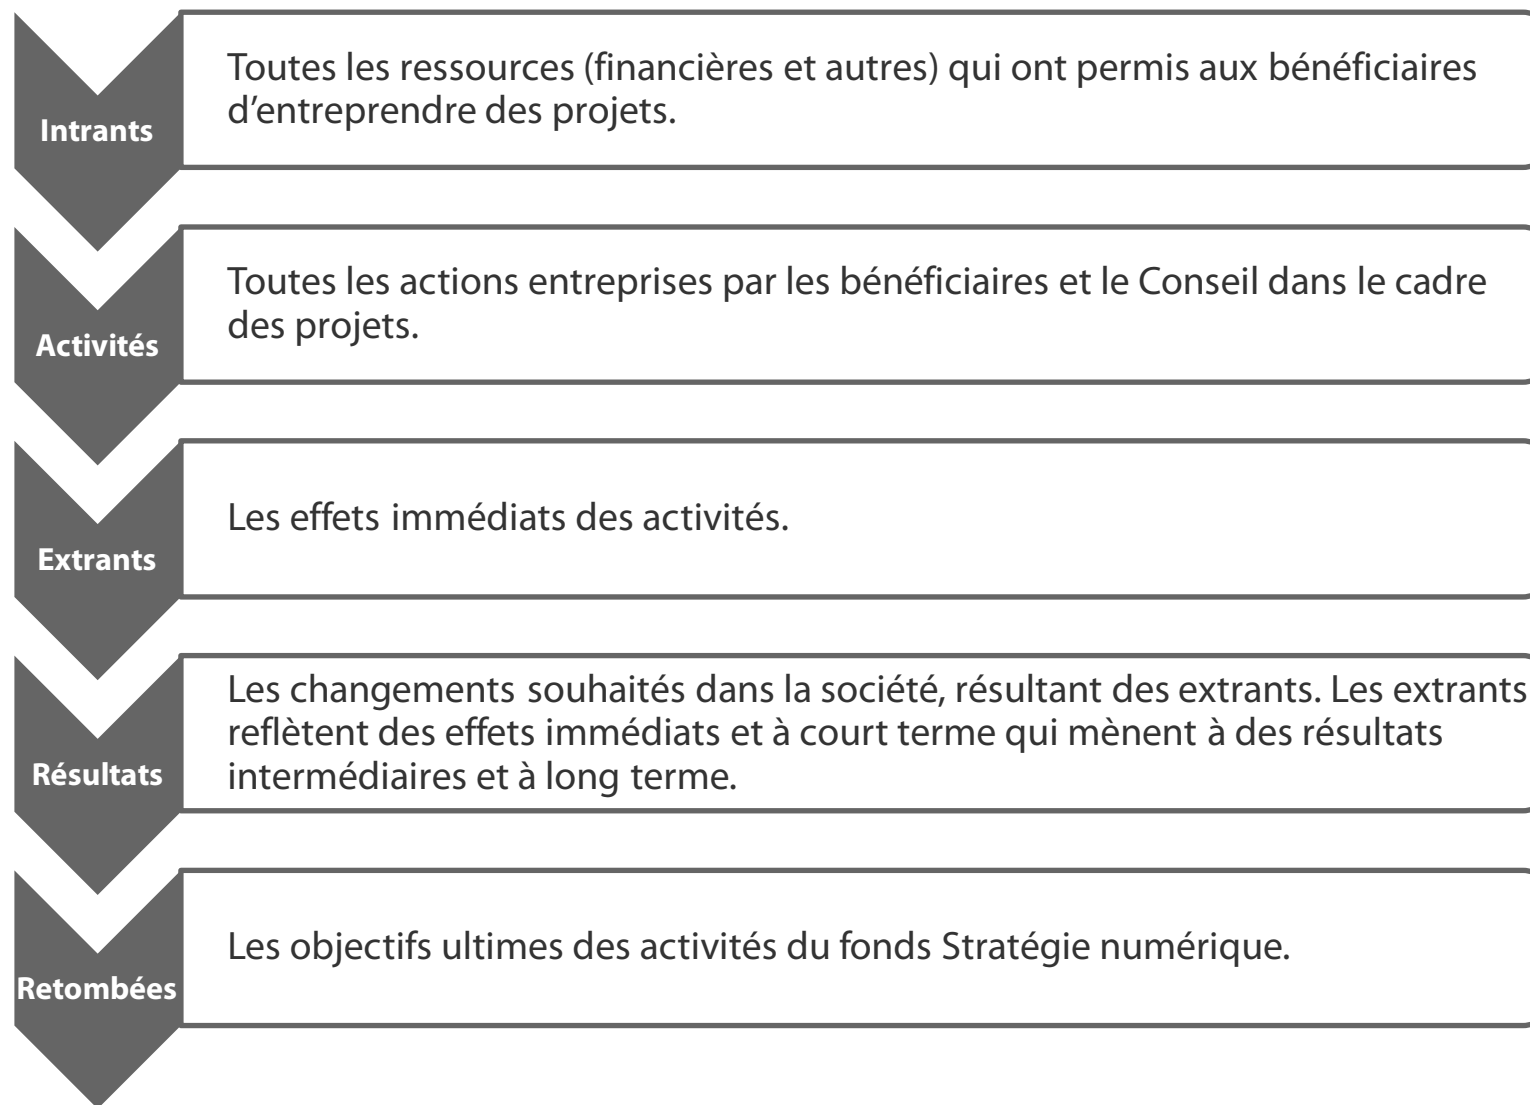 Intrants
Toutes les ressources (financières et autres) qui ont permis aux bénéficiaires
d’entreprendre des projets.
Activités
Toutes les actions entreprises par les bénéficiaires et le Conseil dans le cadre
des projets.
Extrants
Les effets immédiats des activités.
Résultats
Les changements souhaités dans la société, résultant des extrants. Les extrants
reflètent des effets immédiats et à court terme qui mènent à des résultats
intermédiaires et à long terme.
Retombées
Les objectifs ultimes des activités du fonds Stratégie numérique.